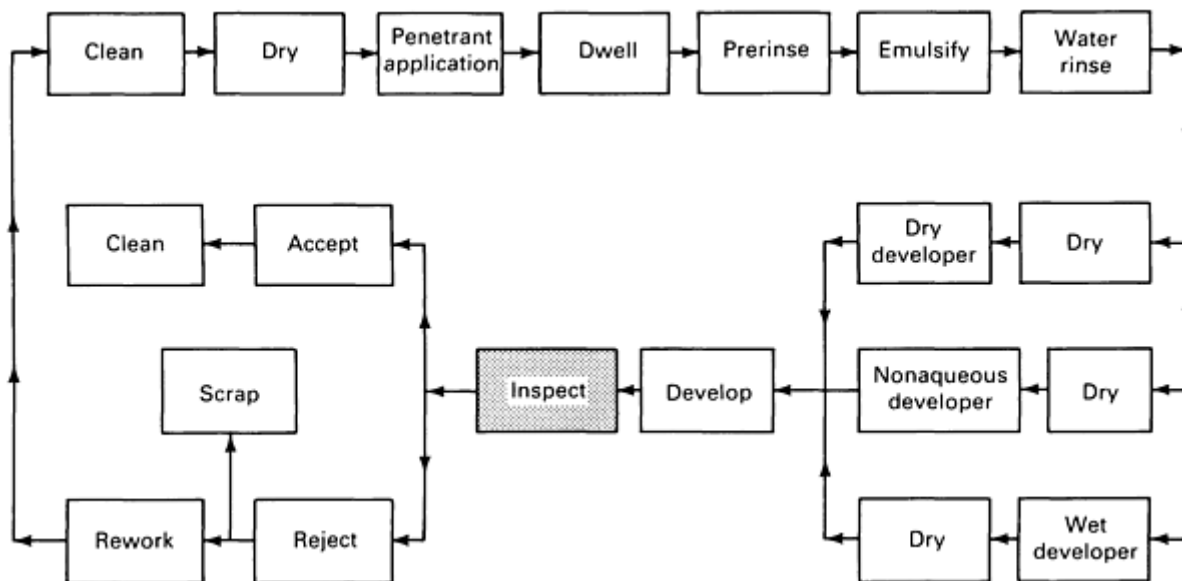 Clean
Dry
Penetrant
application
Dwell
Prerinse
Emulsify
Water
rinse
Clean
Accept
Dry
developer
Dry
Scrap
Inspect
Develop
Nonaqueous
developer
Dry
Rework
Reject
Dry
Wet
developer